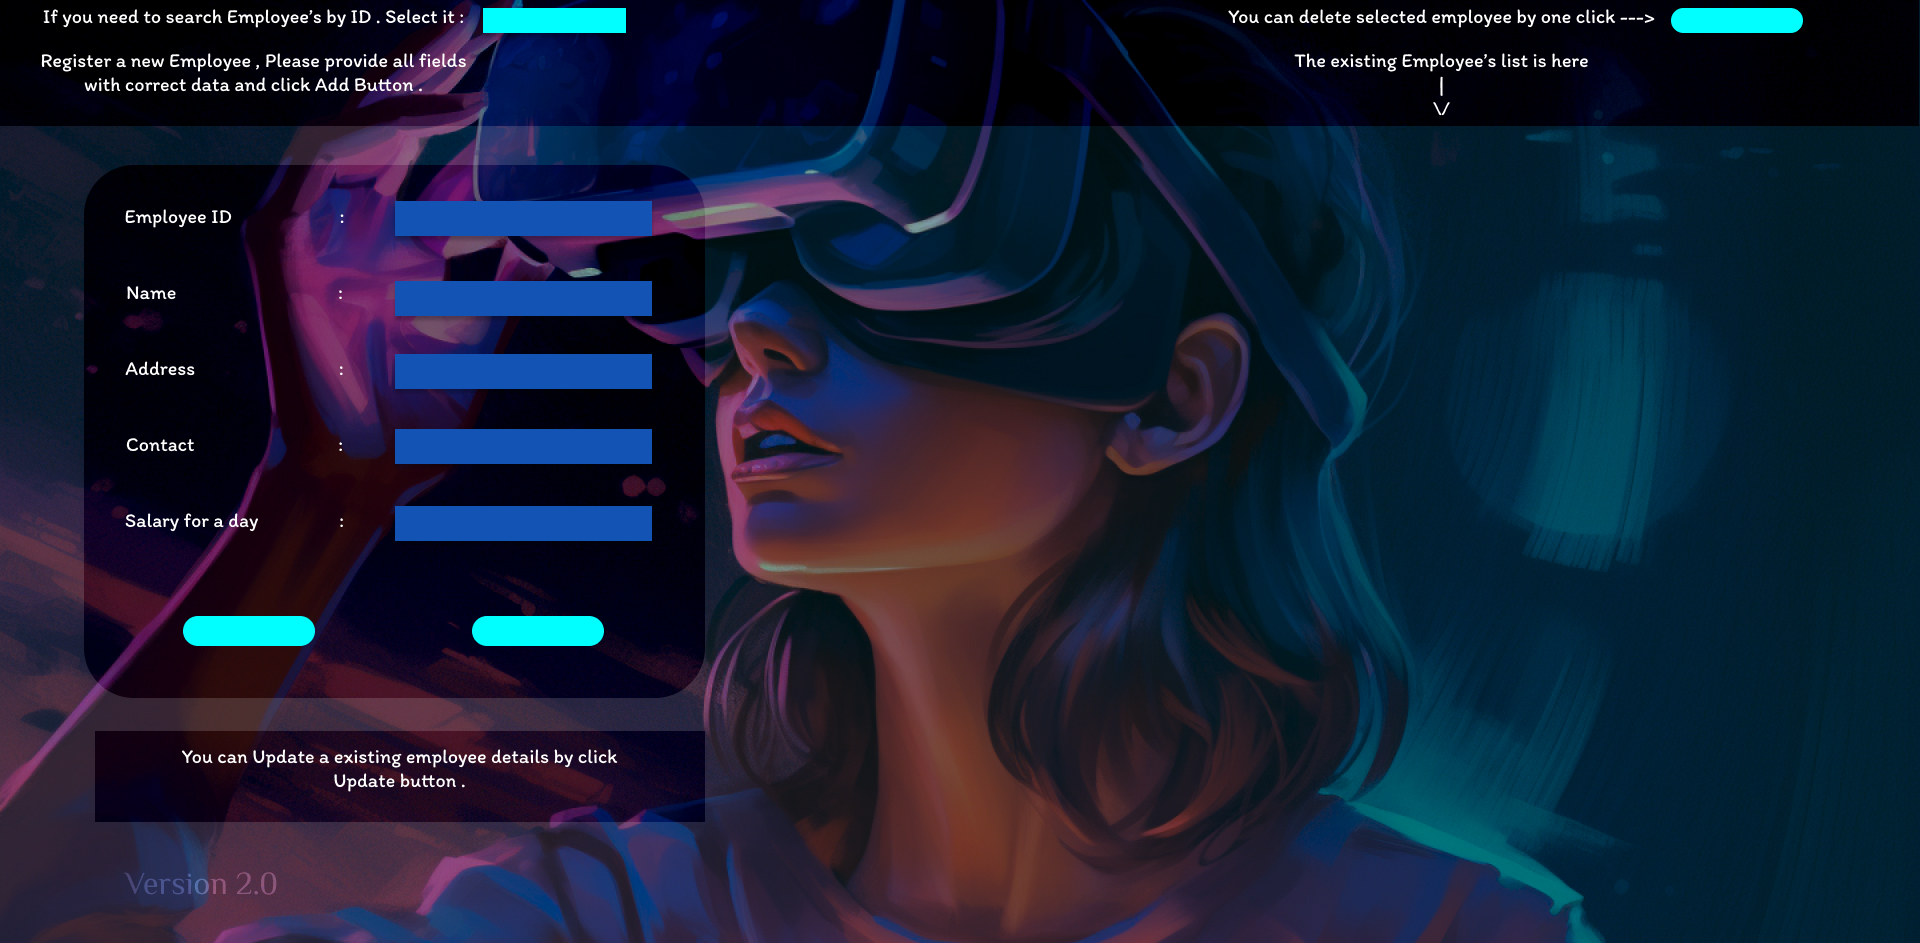 If you need to search Employee's by ID . Select it :
You can delete selected employee by one click --->
Register a new Employee , Please provide all fields
with correct data and click Add Button .
The existing Employee's list is here
|
\/
Employee ID :
Name :
Address :
Contact :
Salary for a day :
You can Update a existing employee details by click
Update button .
Version 2.0